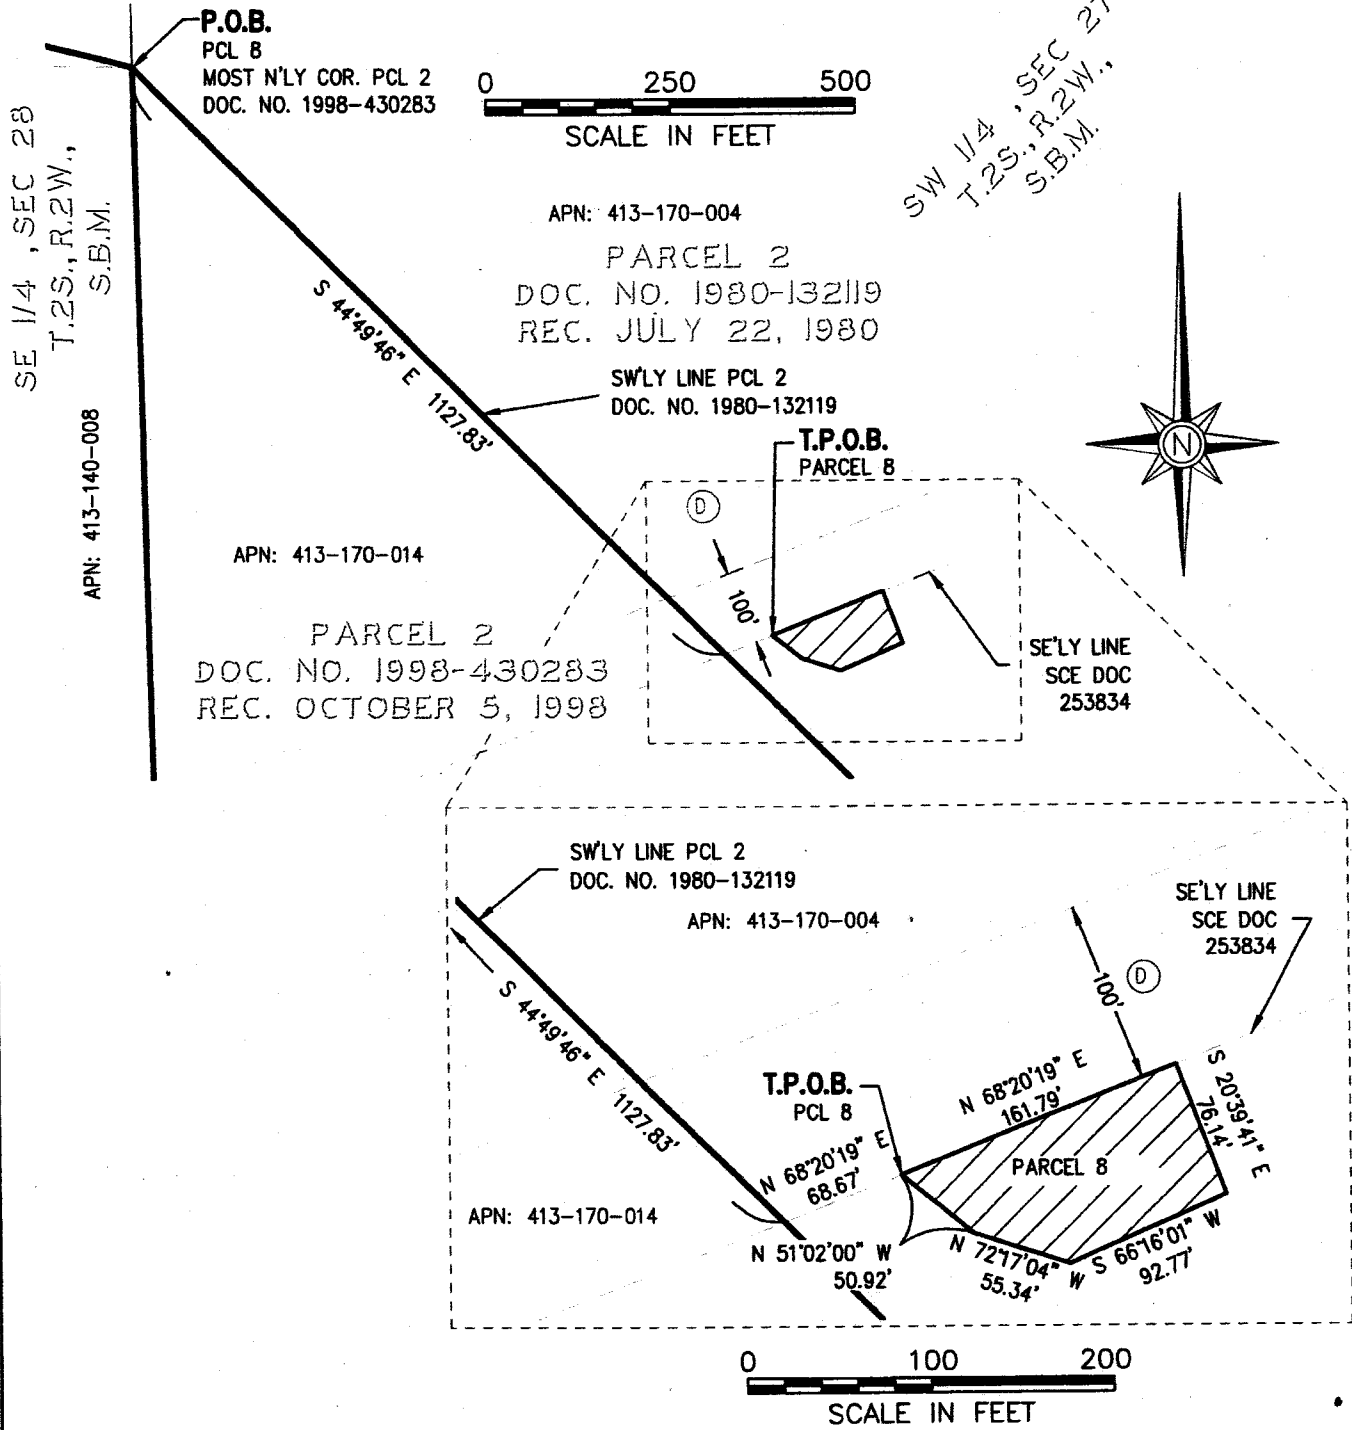 P.O.B.
PCL 8
MOST N'LY COR. PCL 2
DOC. NO. 1998-430283
0 250 500
SCALE IN FEET
SW 1/4 , SEC 27
T.2S., R.2W.,
S.B.M.
SE 1/4 , SEC 28
T.2S., R.2W.,
S.B.M.
APN: 413-170-004
PARCEL 2
DOC. NO. 1980-132119
REC. JULY 22, 1980
S 44°49'46" E 1127.83'
SW'LY LINE PCL 2
DOC. NO. 1980-132119
T.P.O.B.
PARCEL 8
N
APN: 413-140-008
D
100'
APN: 413-170-014
PARCEL 2
DOC. NO. 1998-430283
REC. OCTOBER 5, 1998
SE'LY LINE
SCE DOC
253834
SW'LY LINE PCL 2
DOC. NO. 1980-132119
APN: 413-170-004
SE'LY LINE
SCE DOC
253834
100'
D
S 44°49'46" E 1127.83'
T.P.O.B.
PCL 8
N 68°20'19" E
161.79'
S 20°39'41" E
76.14'
N 68°20'19" E
68.67'
PARCEL 8
APN: 413-170-014
N 51°02'00" W
50.92'
N 72°17'04" W
55.34'
S 66°16'01" W
92.77'
0 100 200
SCALE IN FEET